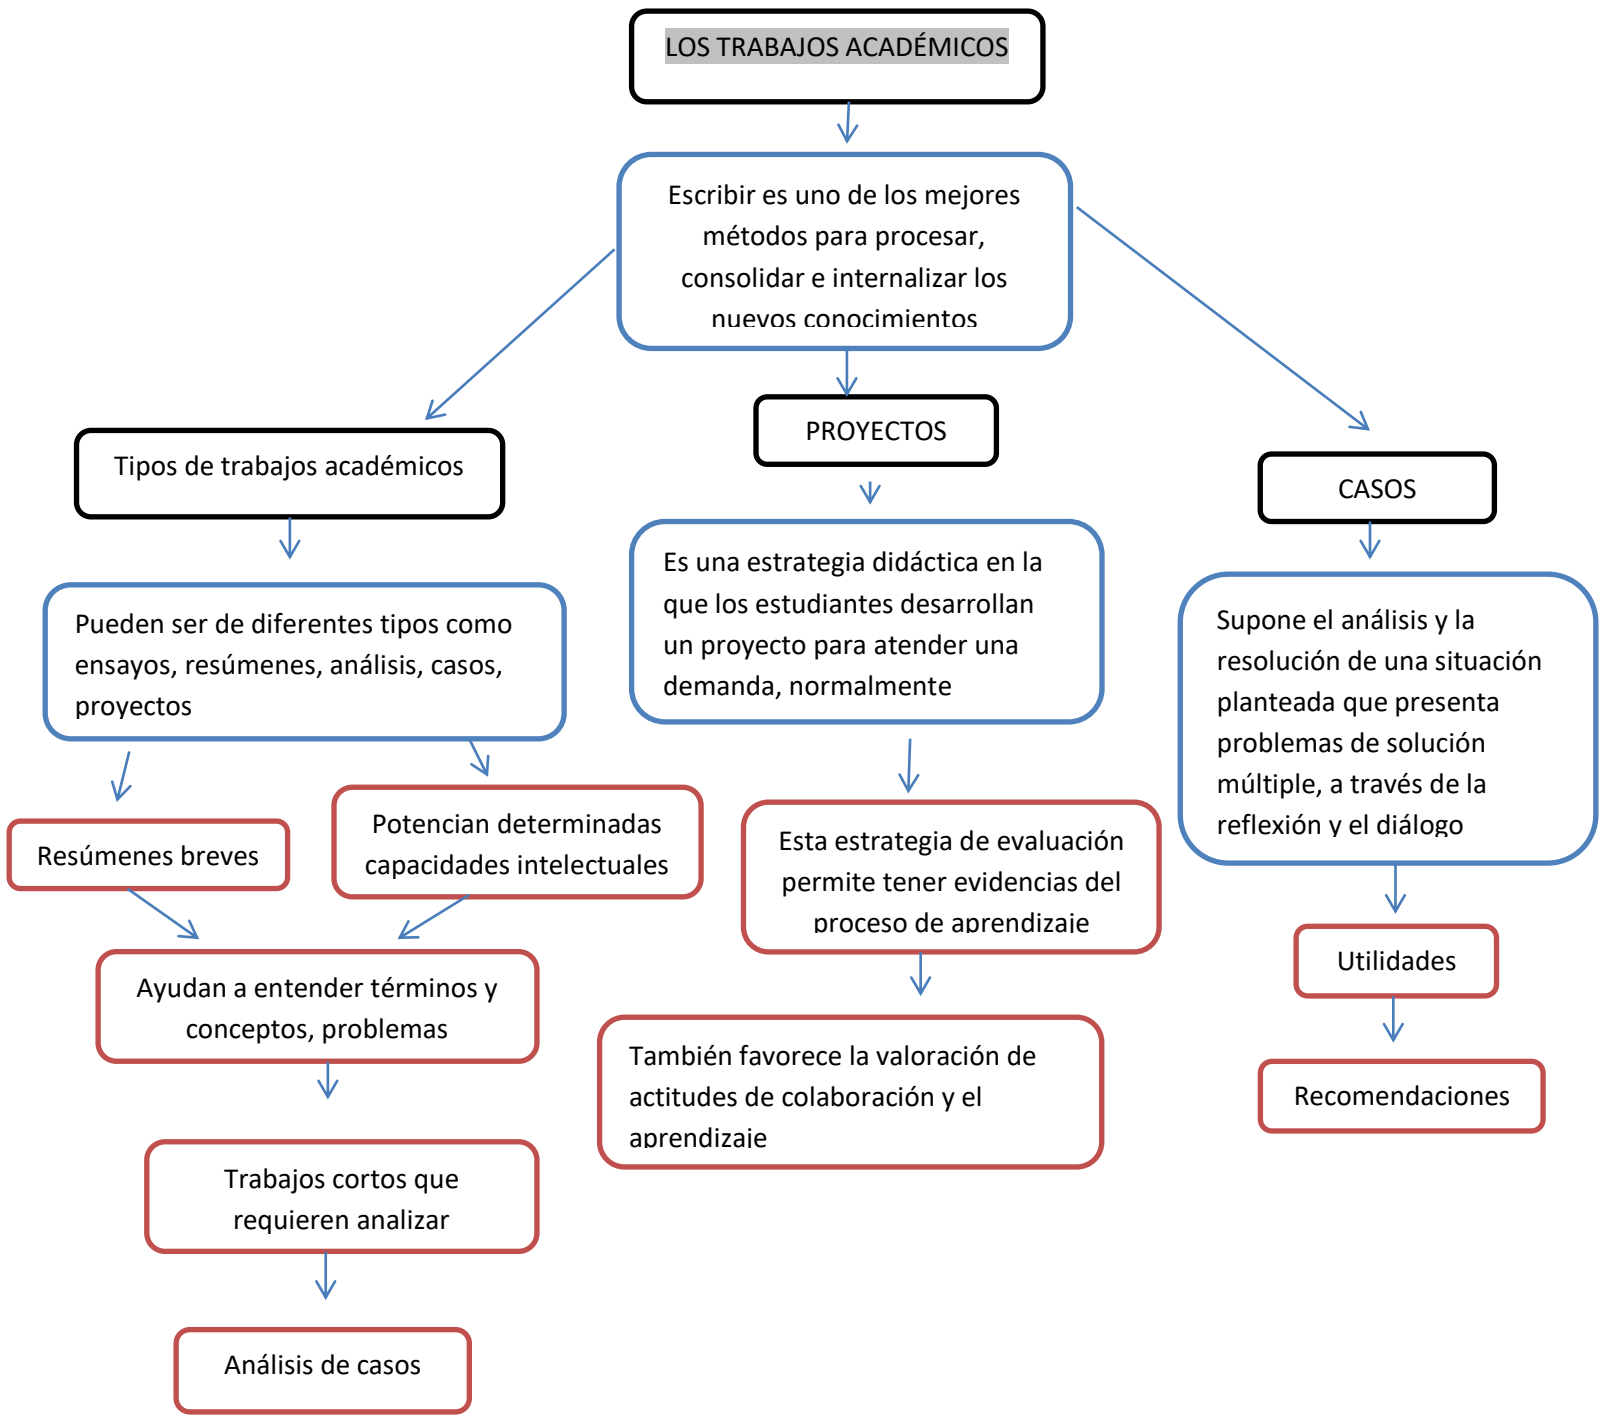 LOS TRABAJOS ACADÉMICOS
Escribir es uno de los mejores
métodos para procesar,
consolidar e internalizar los
nuevos conocimientos
Tipos de trabajos académicos
Pueden ser de diferentes tipos como
ensayos, resúmenes, análisis, casos,
proyectos
Resúmenes breves
Potencian determinadas
capacidades intelectuales
Ayudan a entender términos y
conceptos, problemas
Trabajos cortos que
requieren analizar
Análisis de casos
PROYECTOS
Es una estrategia didáctica en la
que los estudiantes desarrollan
un proyecto para atender una
demanda, normalmente
Esta estrategia de evaluación
permite tener evidencias del
proceso de aprendizaje
También favorece la valoración de
actitudes de colaboración y el
aprendizaje
CASOS
Supone el análisis y la
resolución de una situación
planteada que presenta
problemas de solución
múltiple, a través de la
reflexión y el diálogo
Utilidades
Recomendaciones